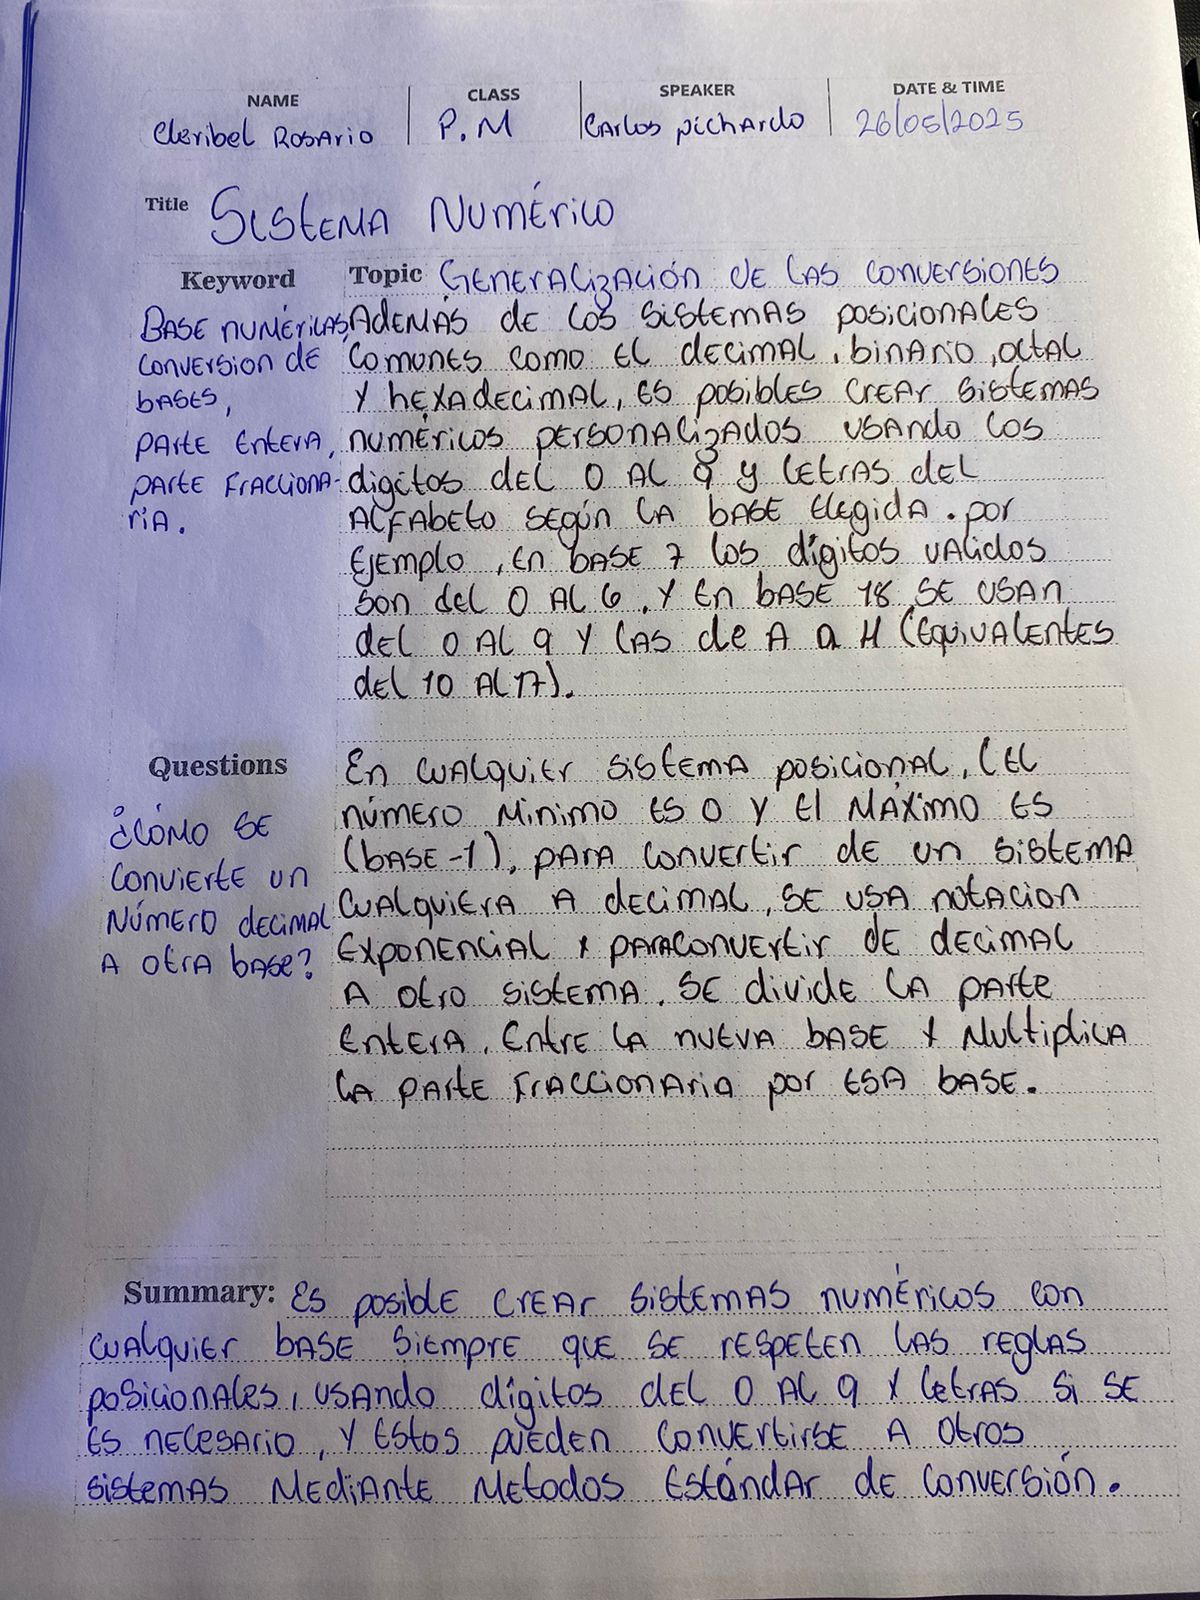 NAME CLASS SPEAKER DATE & TIME
Cleribel Rosario P.M Carlos Pichardo 26/05/2025
Title Sistema Numérico
Keyword
Base numéricas,
conversion de
bases,
parte entera,
parte fracciona-
ria.
Topic Generalización de las conversiones
Además de los sistemas posicionales
comunes como el decimal, binario, octal
y hexadecimal, es posibles crear sistemas
numéricos personalizados usando los
digitos del 0 al 9 y letras del
alfabeto según la base elegida. por
ejemplo, en base 7 los dígitos validos
son del 0 al 6, y en base 18 se usan
del 0 al 9 y las de A a H (equivalentes
del 10 al 17).
Questions
¿Cómo se
convierte un
número decimal
a otra base?
En cualquier sistema posicional, (el
número minimo es 0 y el máximo es
(base-1), para convertir de un sistema
cualquiera a decimal, se usa notacion
exponencial y para convertir de decimal
a otro sistema. se divide la parte
entera, entre la nueva base y multiplica
la parte fraccionaria por esa base.
Summary: Es posible crear sistemas numéricos con
cualquier base siempre que se respeten las reglas
posicionales, usando dígitos del 0 al 9 y letras si se
es necesario, y estos pueden convertirse a otros
sistemas mediante metodos estándar de conversión.